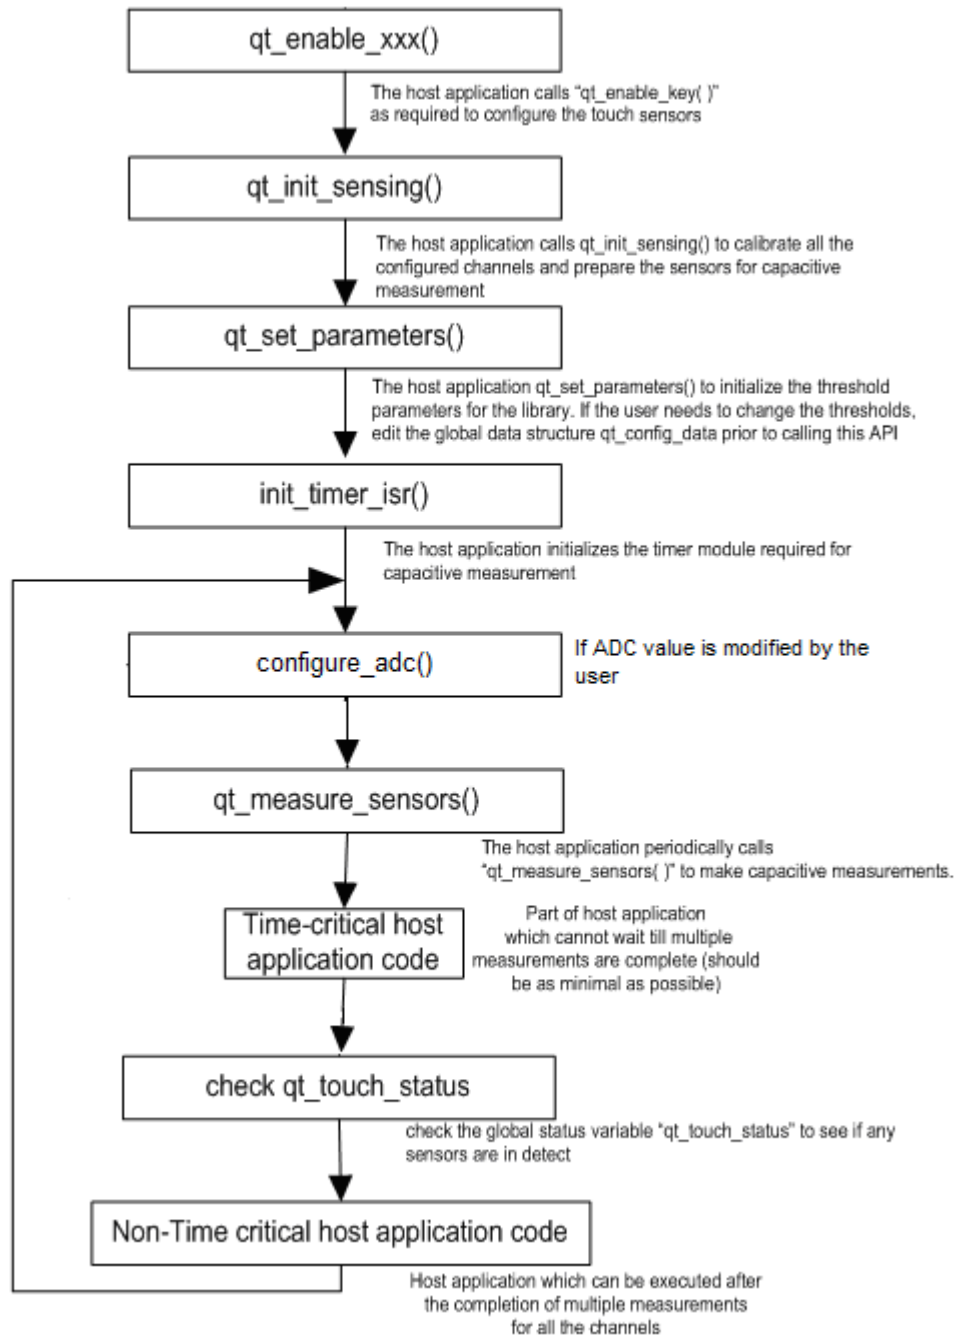 qt_enable_xxx()
The host application calls “qt_enable_key( )”
as required to configure the touch sensors
qt_init_sensing()
The host application calls qt_init_sensing() to calibrate all the
configured channels and prepare the sensors for capacitive
measurement
qt_set_parameters()
The host application qt_set_parameters() to initialize the threshold
parameters for the library. If the user needs to change the thresholds,
edit the global data structure qt_config_data prior to calling this API
init_timer_isr()
The host application initializes the timer module required for
capacitive measurement
configure_adc()
If ADC value is modified by the
user
qt_measure_sensors()
The host application periodically calls
“qt_measure_sensors( )” to make capacitive measurements.
Time-critical host
application code
Part of host application
which cannot wait till multiple
measurements are complete (should
be as minimal as possible)
check qt_touch_status
check the global status variable “qt_touch_status” to see if any
sensors are in detect
Non-Time critical host application code
Host application which can be executed after
the completion of multiple measurements
for all the channels